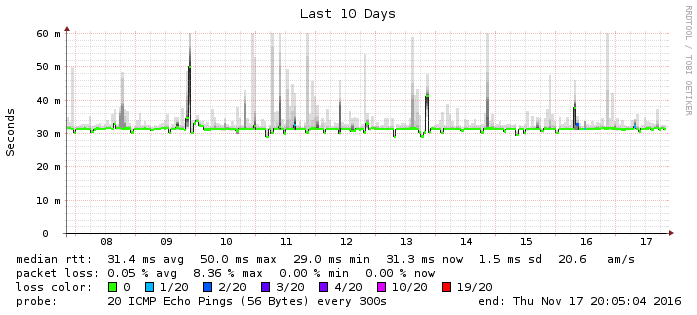 Last 10 Days
RRDTOOL / TOBI OETIKER
Seconds
60 m
50 m
40 m
30 m
20 m
10 m
0
08 09 10 11 12 13 14 15 16 17
median rtt: 31.4 ms avg 50.0 ms max 29.0 ms min 31.3 ms now 1.5 ms sd 20.6 am/s
packet loss: 0.05 % avg 8.36 % max 0.00 % min 0.00 % now
loss color: 0 1/20 2/20 3/20 4/20 10/20 19/20
probe: 20 ICMP Echo Pings (56 Bytes) every 300s end: Thu Nov 17 20:05:04 2016